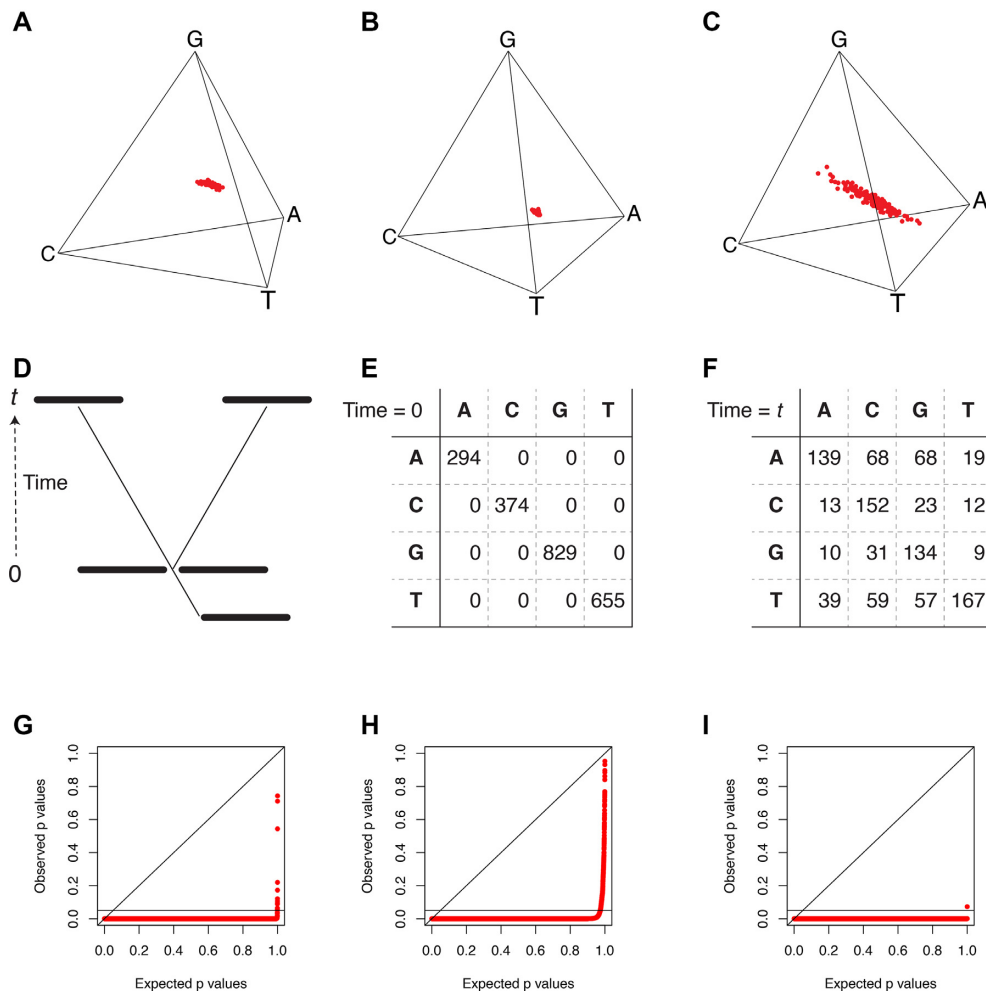 A
G
C
A
T
B
G
C
A
T
C
G
C
A
T
D
t
Time
0
E
Time = 0 A C G T
A 294 0 0 0
C 0 374 0 0
G 0 0 829 0
T 0 0 0 655
F
Time = t A C G T
A 139 68 68 19
C 13 152 23 12
G 10 31 134 9
T 39 59 57 167
G
Observed p values
1.0
0.8
0.6
0.4
0.2
0.0
0.0 0.2 0.4 0.6 0.8 1.0
Expected p values
H
Observed p values
1.0
0.8
0.6
0.4
0.2
0.0
0.0 0.2 0.4 0.6 0.8 1.0
Expected p values
I
Observed p values
1.0
0.8
0.6
0.4
0.2
0.0
0.0 0.2 0.4 0.6 0.8 1.0
Expected p values